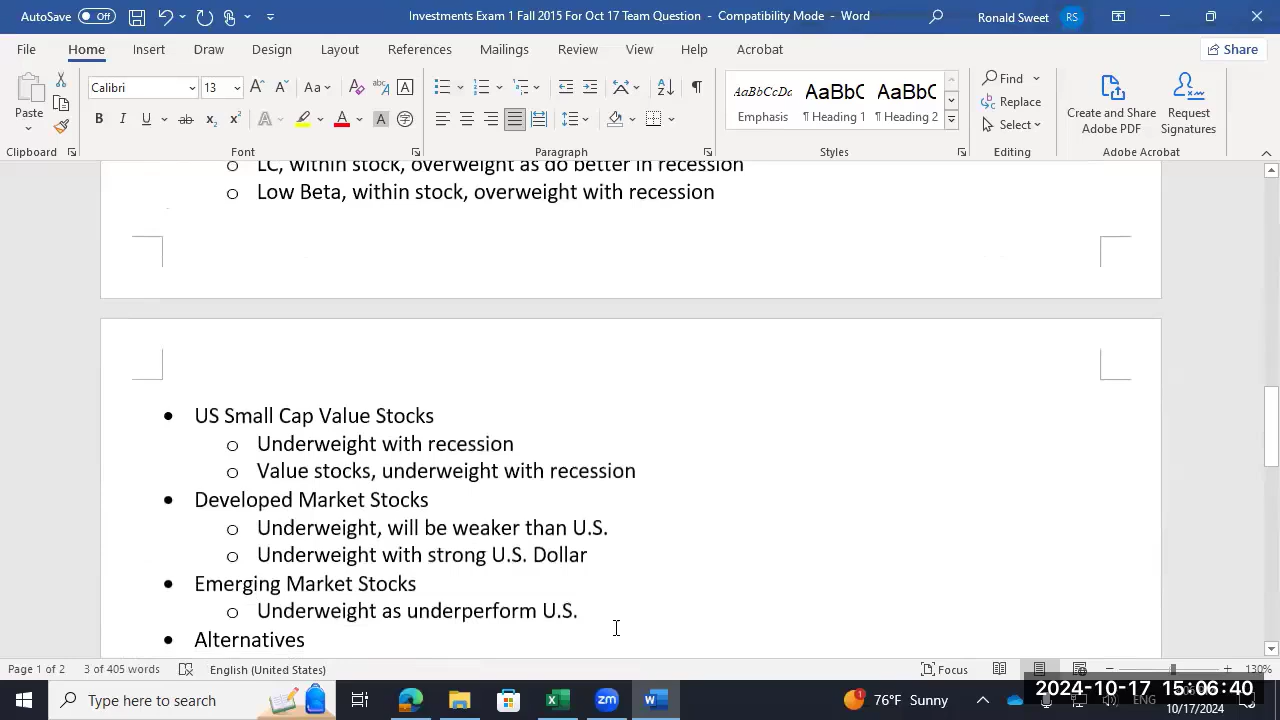 AutoSave Off Investments Exam 1 Fall 2015 For Oct 17 Team Question - Compatibility Mode - Word Ronald Sweet RS
File Home Insert Draw Design Layout References Mailings Review View Help Acrobat Share
Paste Calibri 13 Aa AaBbCcDc AaBbC AaBbC Find Replace Select Create and Share Adobe PDF Request Signatures
Emphasis ¶ Heading 1 ¶ Heading 2
Clipboard Font Paragraph Styles Editing Adobe Acrobat
o LC, within stock, overweight as do better in recession
o Low Beta, within stock, overweight with recession
• US Small Cap Value Stocks
o Underweight with recession
o Value stocks, underweight with recession
• Developed Market Stocks
o Underweight, will be weaker than U.S.
o Underweight with strong U.S. Dollar
• Emerging Market Stocks
o Underweight as underperform U.S.
• Alternatives
Page 1 of 2 3 of 405 words English (United States) Focus 130%
Type here to search zm 76°F Sunny ENG
2024-10-17 15:06:40
10/17/2024